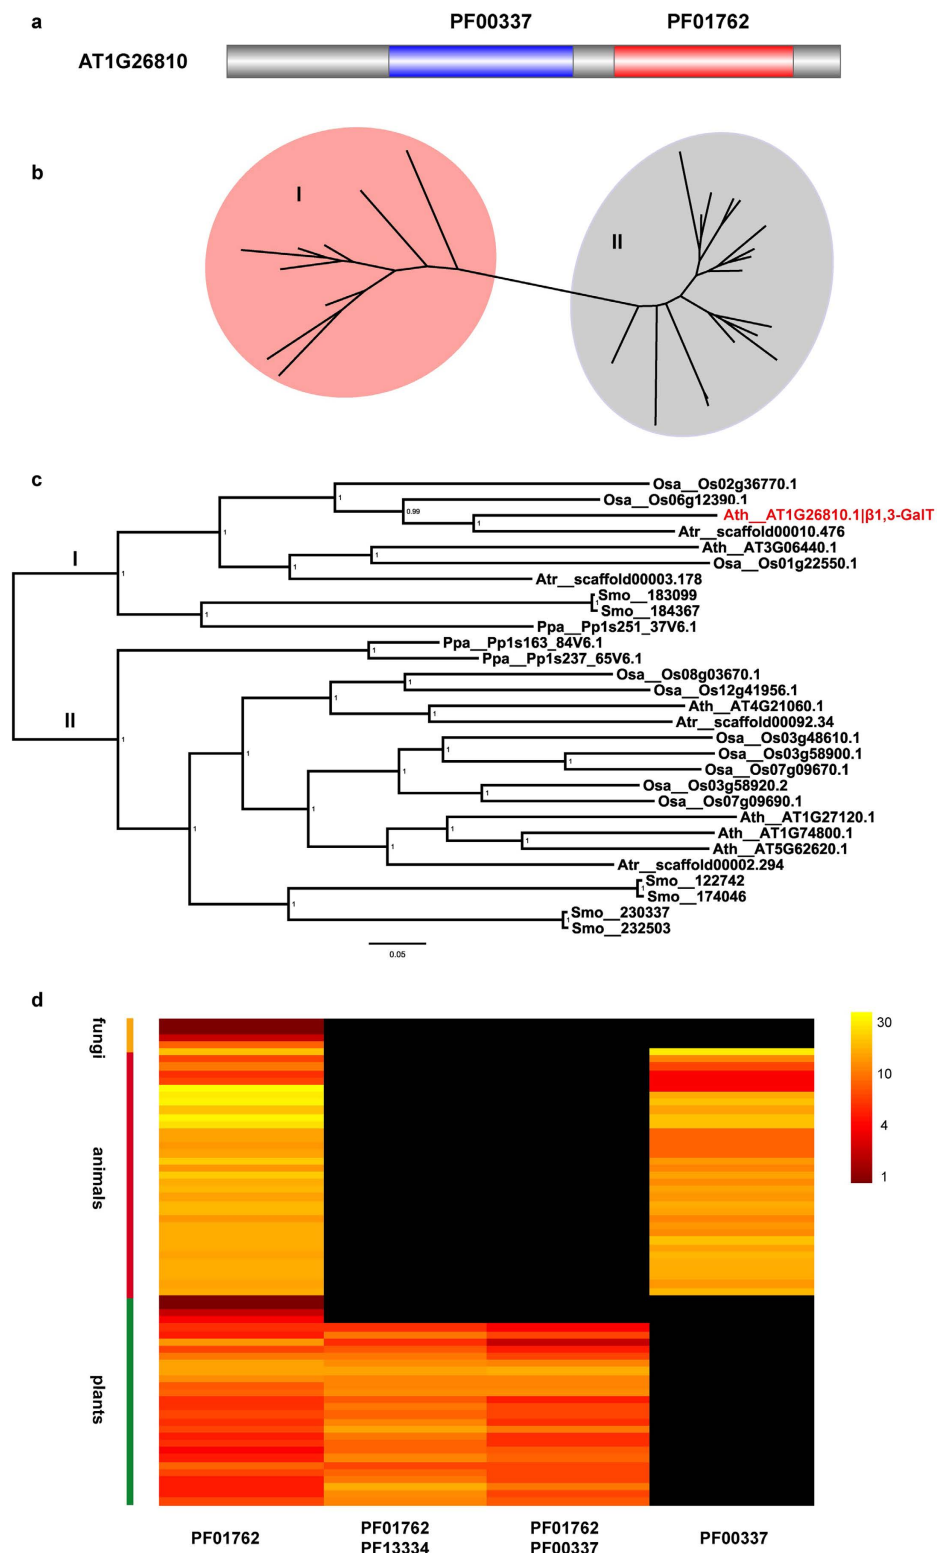 a
PF00337 PF01762
AT1G26810
b
I
II
c
Osa__Os02g36770.1
1
Osa__Os06g12390.1
0.99
Ath__AT1G26810.1|β1,3-GalT
1
Atr__scaffold00010.476
Ath__AT3G06440.1
1
I
Osa__Os01g22550.1
1
1
Atr__scaffold00003.178
Smo__183099
1
Smo__184367
1
Ppa__Pp1s251_37V6.1
Ppa__Pp1s163_84V6.1
1
Ppa__Pp1s237_65V6.1
Osa__Os08g03670.1
1
Osa__Os12g41956.1
1
Ath__AT4G21060.1
II
1
Atr__scaffold00092.34
Osa__Os03g48610.1
1
1
Osa__Os03g58900.1
1
1
Osa__Os07g09670.1
1
Osa__Os03g58920.2
1
Osa__Os07g09690.1
1
Ath__AT1G27120.1
1
1
Ath__AT1G74800.1
1
Ath__AT5G62620.1
1
Atr__scaffold00002.294
Smo__122742
1
Smo__174046
1
Smo__230337
1
Smo__232503
0.05
d
fungi
animals
plants
30
10
4
1
PF01762
PF01762
PF13334
PF01762
PF00337
PF00337